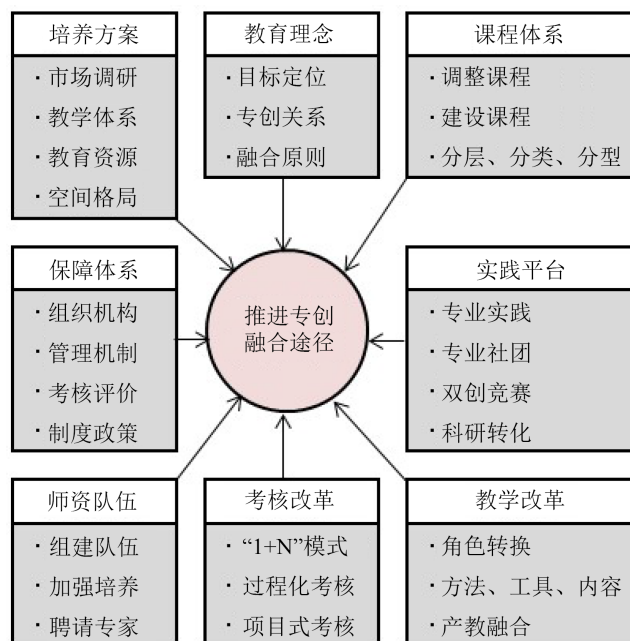 培养方案
· 市场调研
· 教学体系
· 教育资源
· 空间格局
教育理念
· 目标定位
· 专创关系
· 融合原则
课程体系
· 调整课程
· 建设课程
· 分层、分类、分型
保障体系
· 组织机构
· 管理机制
· 考核评价
· 制度政策
推进专创
融合途径
实践平台
· 专业实践
· 专业社团
· 双创竞赛
· 科研转化
师资队伍
· 组建队伍
· 加强培养
· 聘请专家
考核改革
· “1+N”模式
· 过程化考核
· 项目式考核
教学改革
· 角色转换
· 方法、工具、内容
· 产教融合